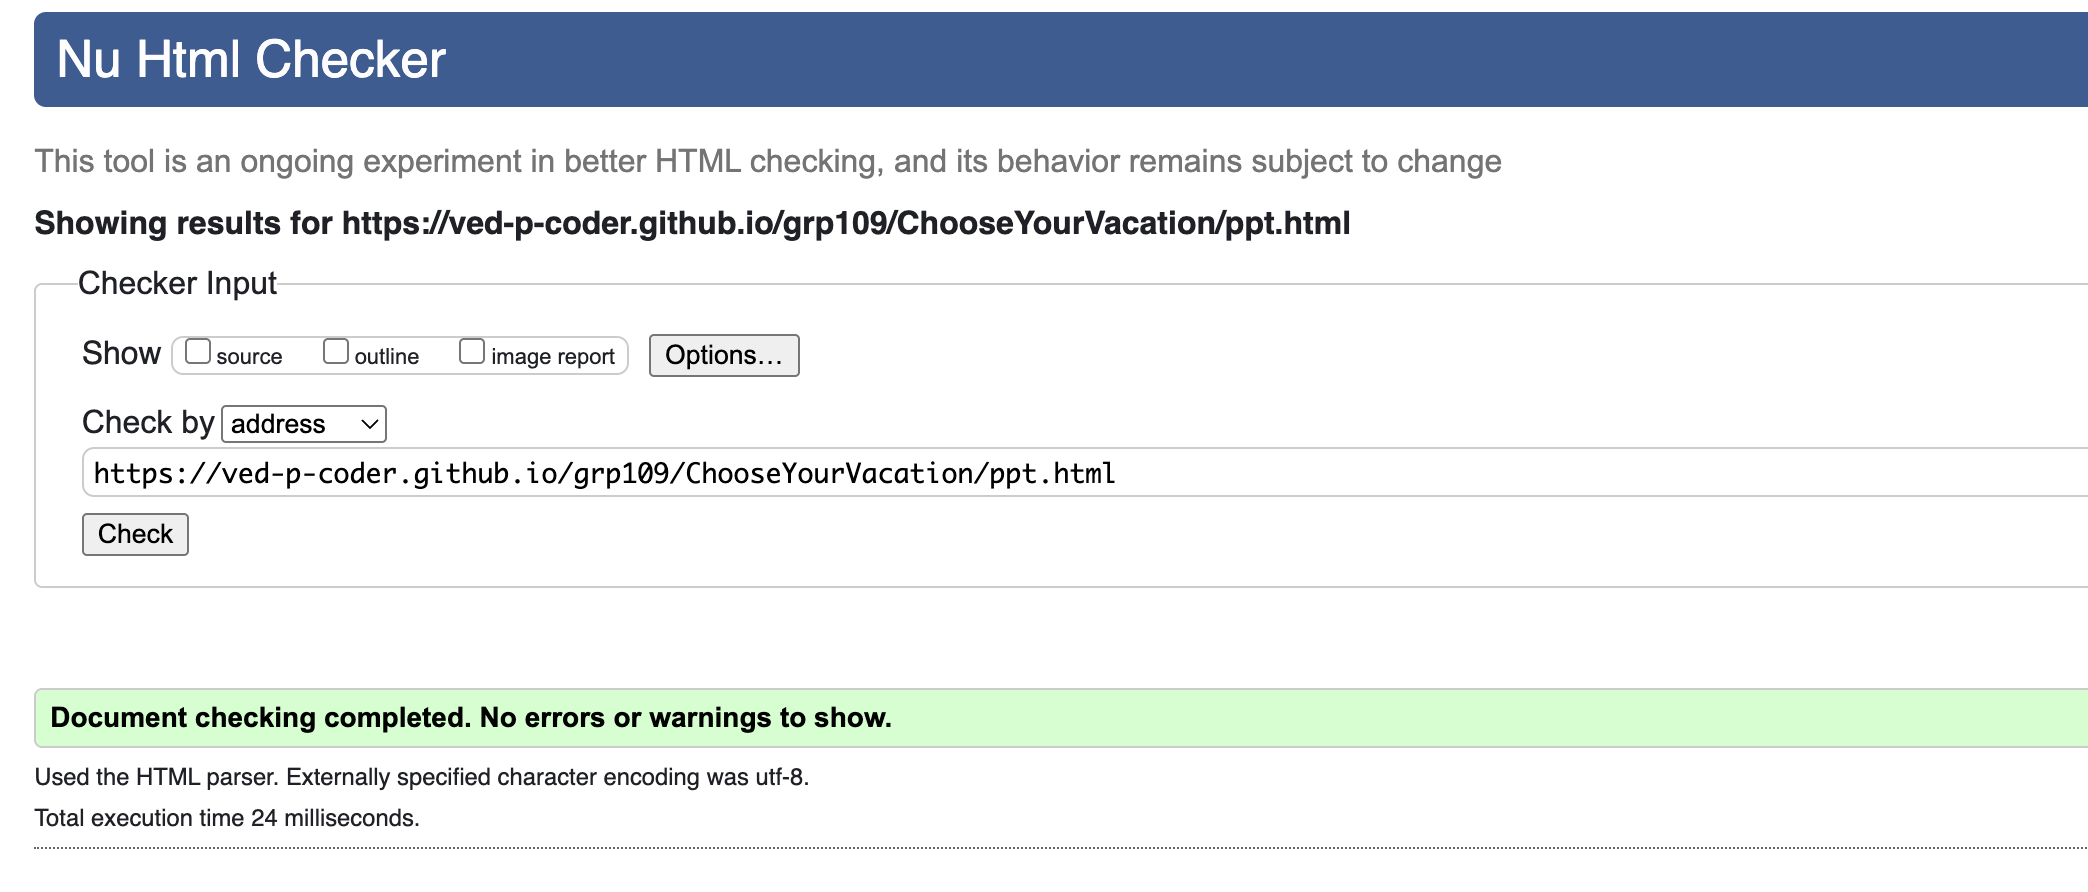 Nu Html Checker
This tool is an ongoing experiment in better HTML checking, and its behavior remains subject to change
Showing results for https://ved-p-coder.github.io/grp109/ChooseYourVacation/ppt.html
Checker Input
Show source outline image report Options...
Check by address
https://ved-p-coder.github.io/grp109/ChooseYourVacation/ppt.html
Check
Document checking completed. No errors or warnings to show.
Used the HTML parser. Externally specified character encoding was utf-8.
Total execution time 24 milliseconds.